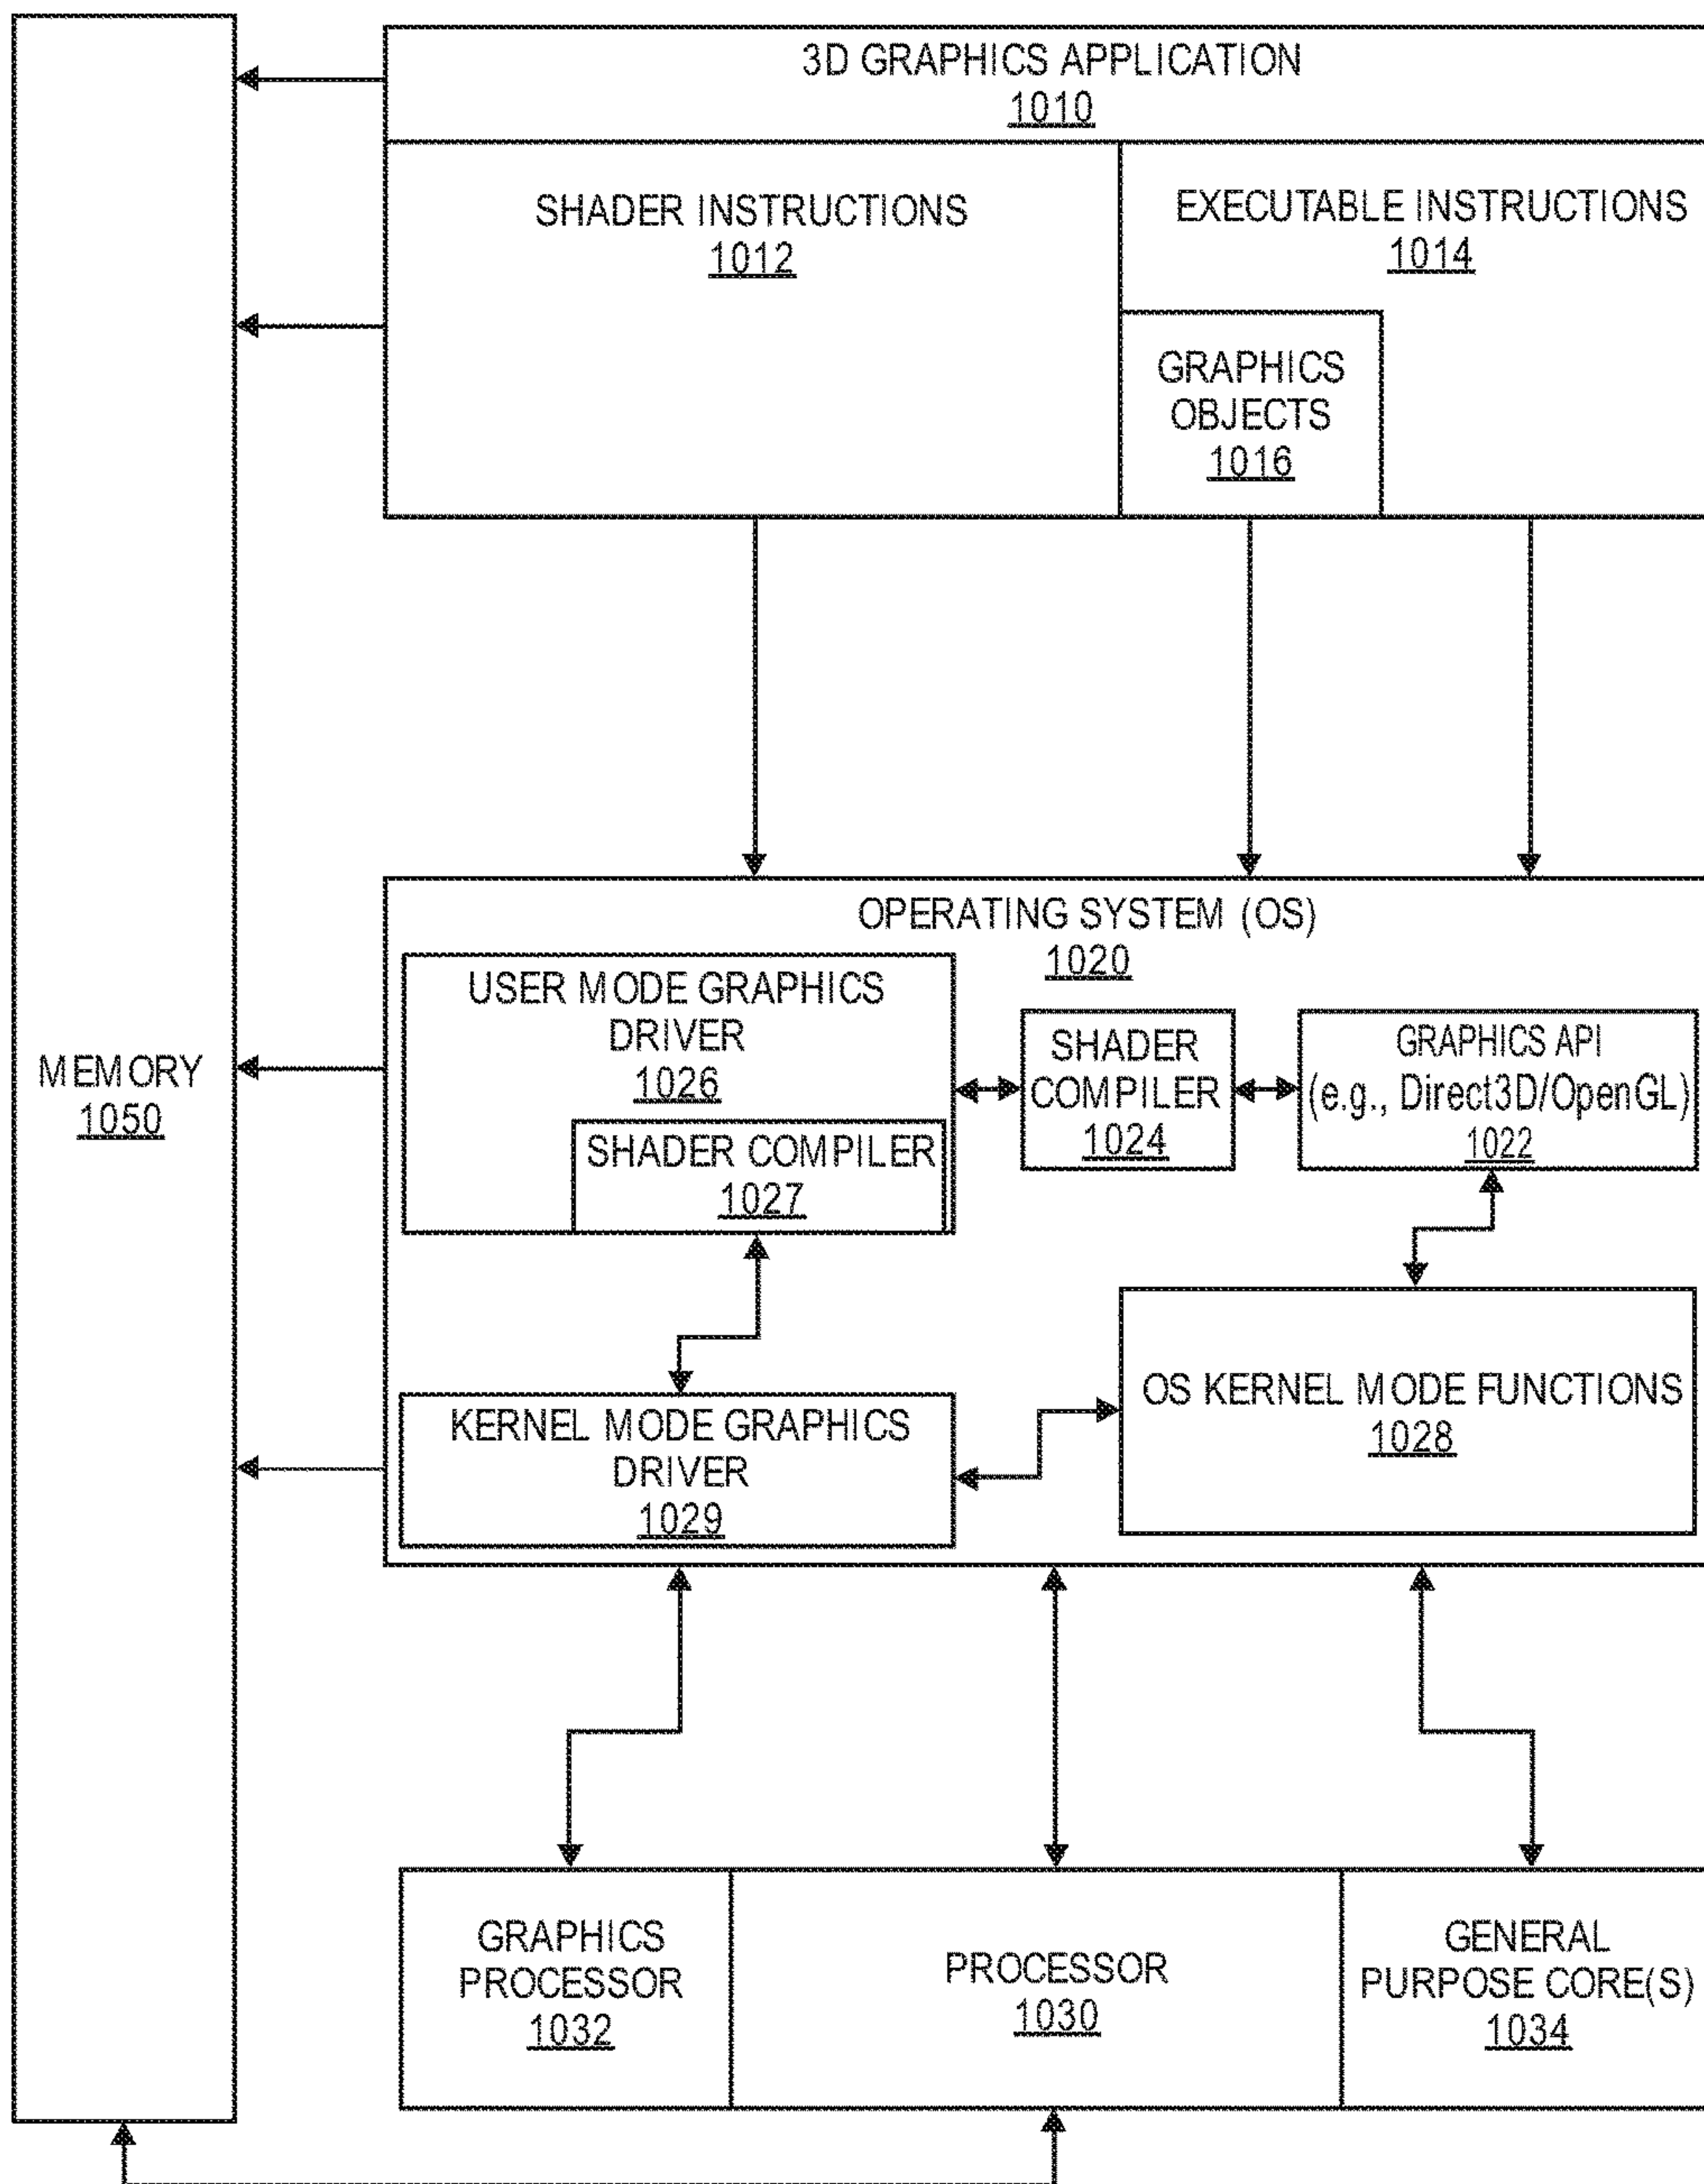 3D GRAPHICS APPLICATION
1010
SHADER INSTRUCTIONS
1012
EXECUTABLE INSTRUCTIONS
1014
GRAPHICS
OBJECTS
1016
OPERATING SYSTEM (OS)
1020
USER MODE GRAPHICS
DRIVER
1026
SHADER COMPILER
1027
SHADER
COMPILER
1024
GRAPHICS API
(e.g., Direct3D/OpenGL)
1022
MEMORY
1050
KERNEL MODE GRAPHICS
DRIVER
1029
OS KERNEL MODE FUNCTIONS
1028
GRAPHICS
PROCESSOR
1032
PROCESSOR
1030
GENERAL
PURPOSE CORE(S)
1034